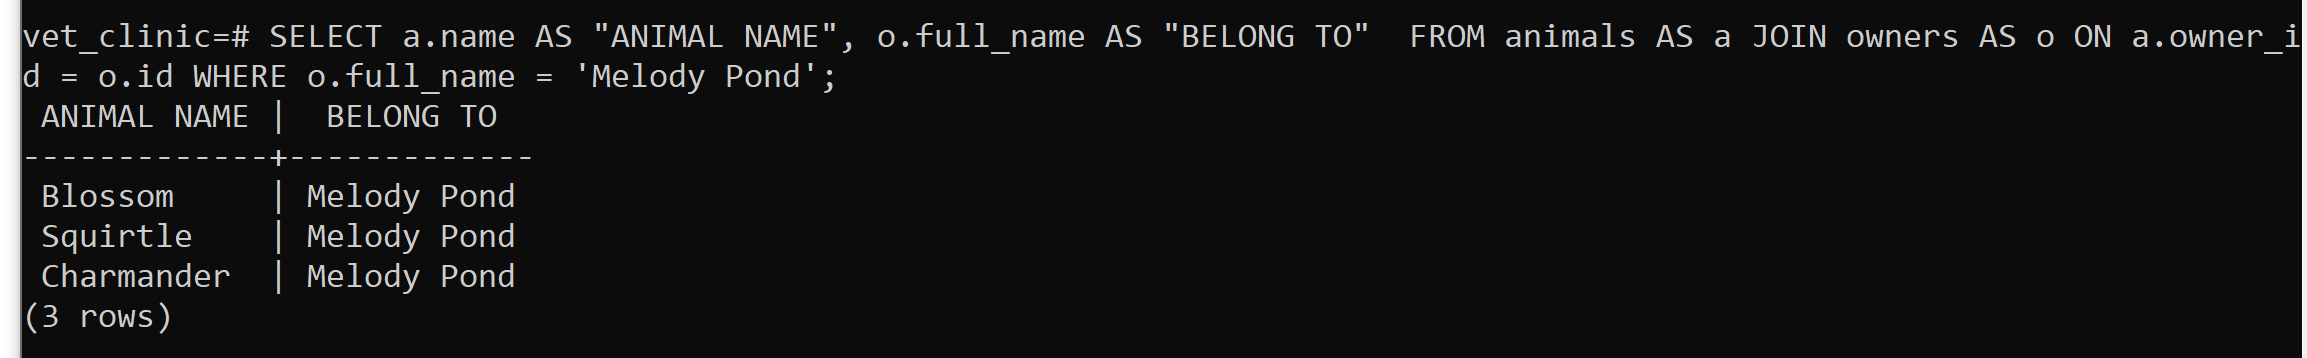 vet_clinic=# SELECT a.name AS "ANIMAL NAME", o.full_name AS "BELONG TO"  FROM animals AS a JOIN owners AS o ON a.owner_i
d = o.id WHERE o.full_name = 'Melody Pond';
 ANIMAL NAME |  BELONG TO
-------------+-------------
 Blossom     | Melody Pond
 Squirtle    | Melody Pond
 Charmander  | Melody Pond
(3 rows)